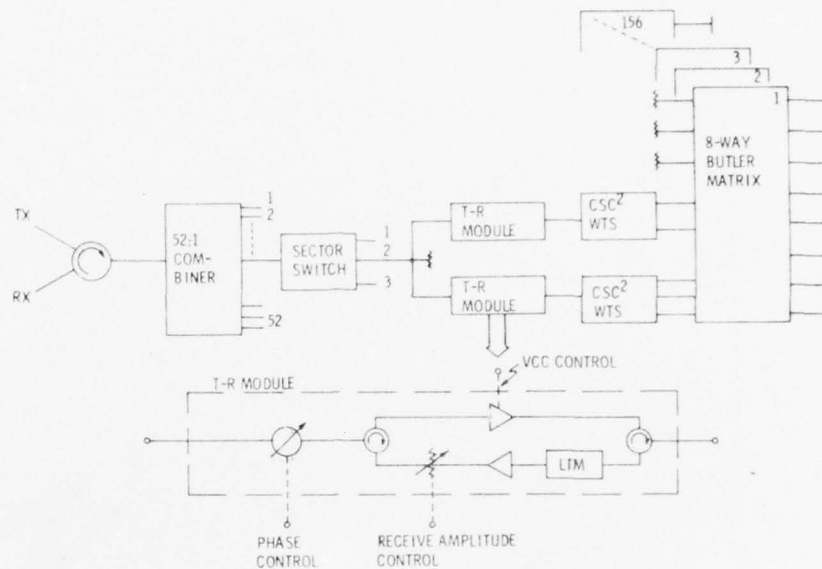 156
3
2
1
8-WAY
BUTLER
MATRIX
TX
RX
52:1
COM-
BINER
1
2
52
SECTOR
SWITCH
1
2
3
T-R
MODULE
CSC2
WTS
T-R
MODULE
CSC2
WTS
VCC CONTROL
T-R MODULE
LIM
PHASE
CONTROL
RECEIVE AMPLITUDE
CONTROL